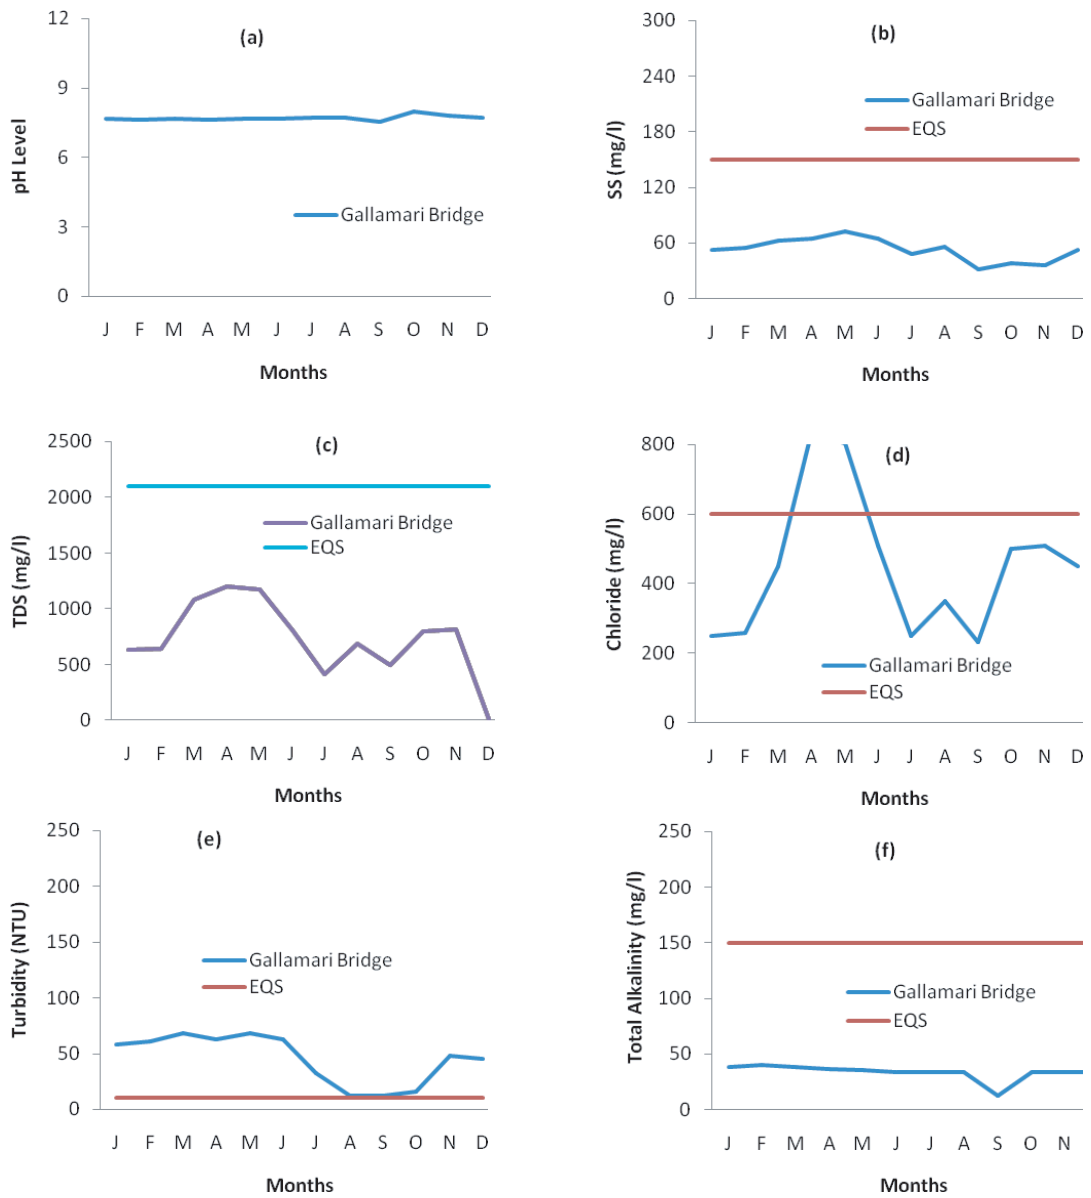 (a)
12
9
6
3
0
pH Level
Gallamari Bridge
J F M A M J J A S O N D
Months
(b)
300
240
180
120
60
0
SS (mg/l)
Gallamari Bridge
EQS
J F M A M J J A S O N D
Months
(c)
2500
2000
1500
1000
500
0
TDS (mg/l)
Gallamari Bridge
EQS
J F M A M J J A S O N D
Months
(d)
800
600
400
200
0
Chloride (mg/l)
Gallamari Bridge
EQS
J F M A M J J A S O N D
Months
(e)
250
200
150
100
50
0
Turbidity (NTU)
Gallamari Bridge
EQS
J F M A M J J A S O N D
Months
(f)
250
200
150
100
50
0
Total Alkalinity (mg/l)
Gallamari Bridge
EQS
J F M A M J J A S O N
Months